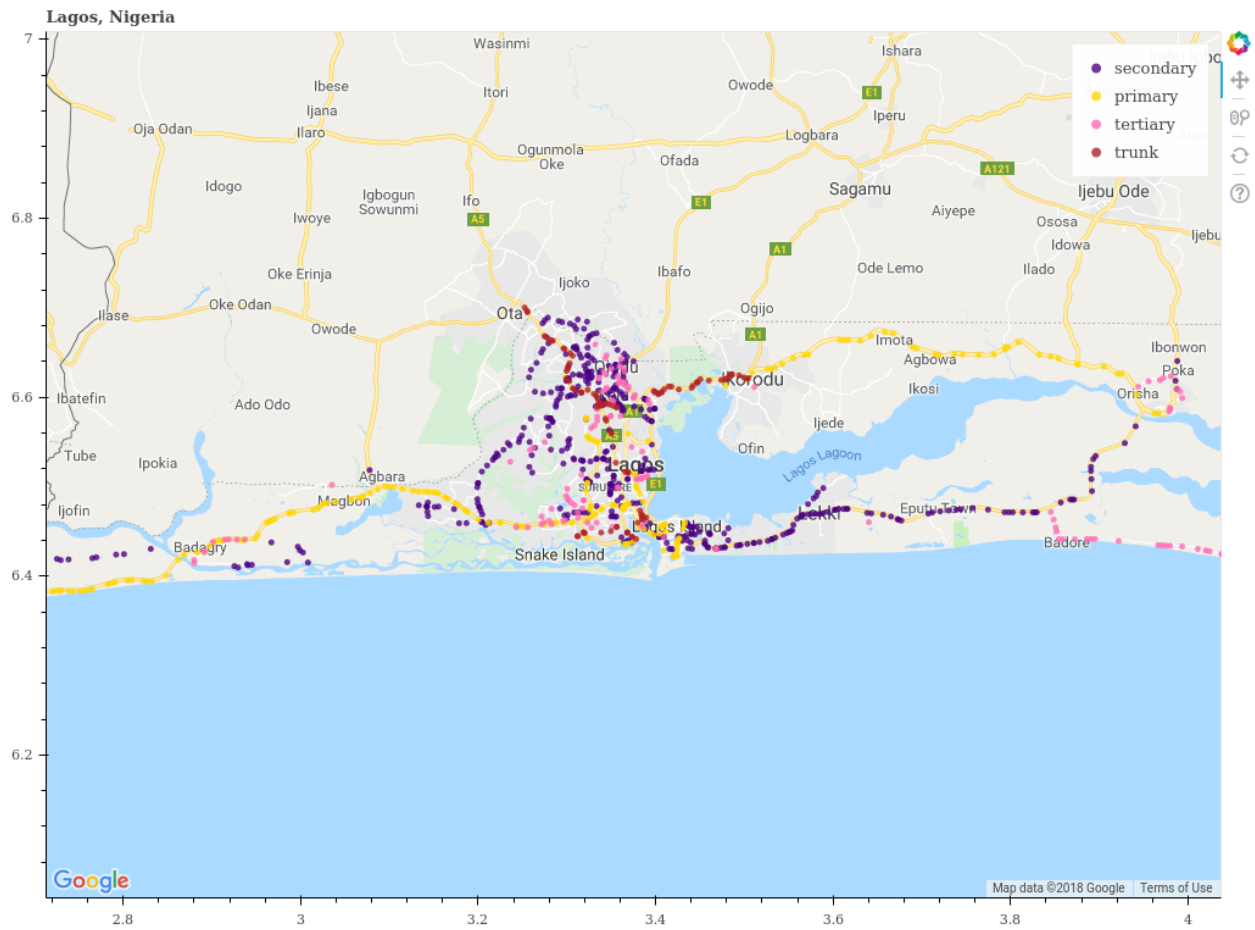 Lagos, Nigeria
7
6.8
6.6
6.4
6.2
2.8
3
3.2
3.4
3.6
3.8
4
secondary
primary
tertiary
trunk
Wasinmi
Ishara
Ibese
Itori
Owode
E1
Ijana
Iperu
Oja Odan
Ilaro
Logbara
Ogunmola
Oke
Ofada
A121
Idogo
Igbogun
Sowunmi
Ifo
Sagamu
Ijebu Ode
E1
Iwoye
A5
Aiyepe
Ososa
Idowa
Ijebu
A1
Oke Erinja
Ijoko
Ibafo
Ode Lemo
Ilado
Ilase
Oke Odan
Owode
Ota
Ogijo
A1
Imota
Agbowa
Ibonwon
Poka
Ikorodu
Ikosi
Orisha
Ibatefin
Ado Odo
A1
Ijede
A5
Ofin
Tube
Ipokia
Agbara
Lagos
Lagos Lagoon
SURULERE
E1
Ijofin
Magbon
Lekki
Eputu Town
Lagos Island
Badagry
Snake Island
Badore
Google
Map data ©2018 Google
Terms of Use